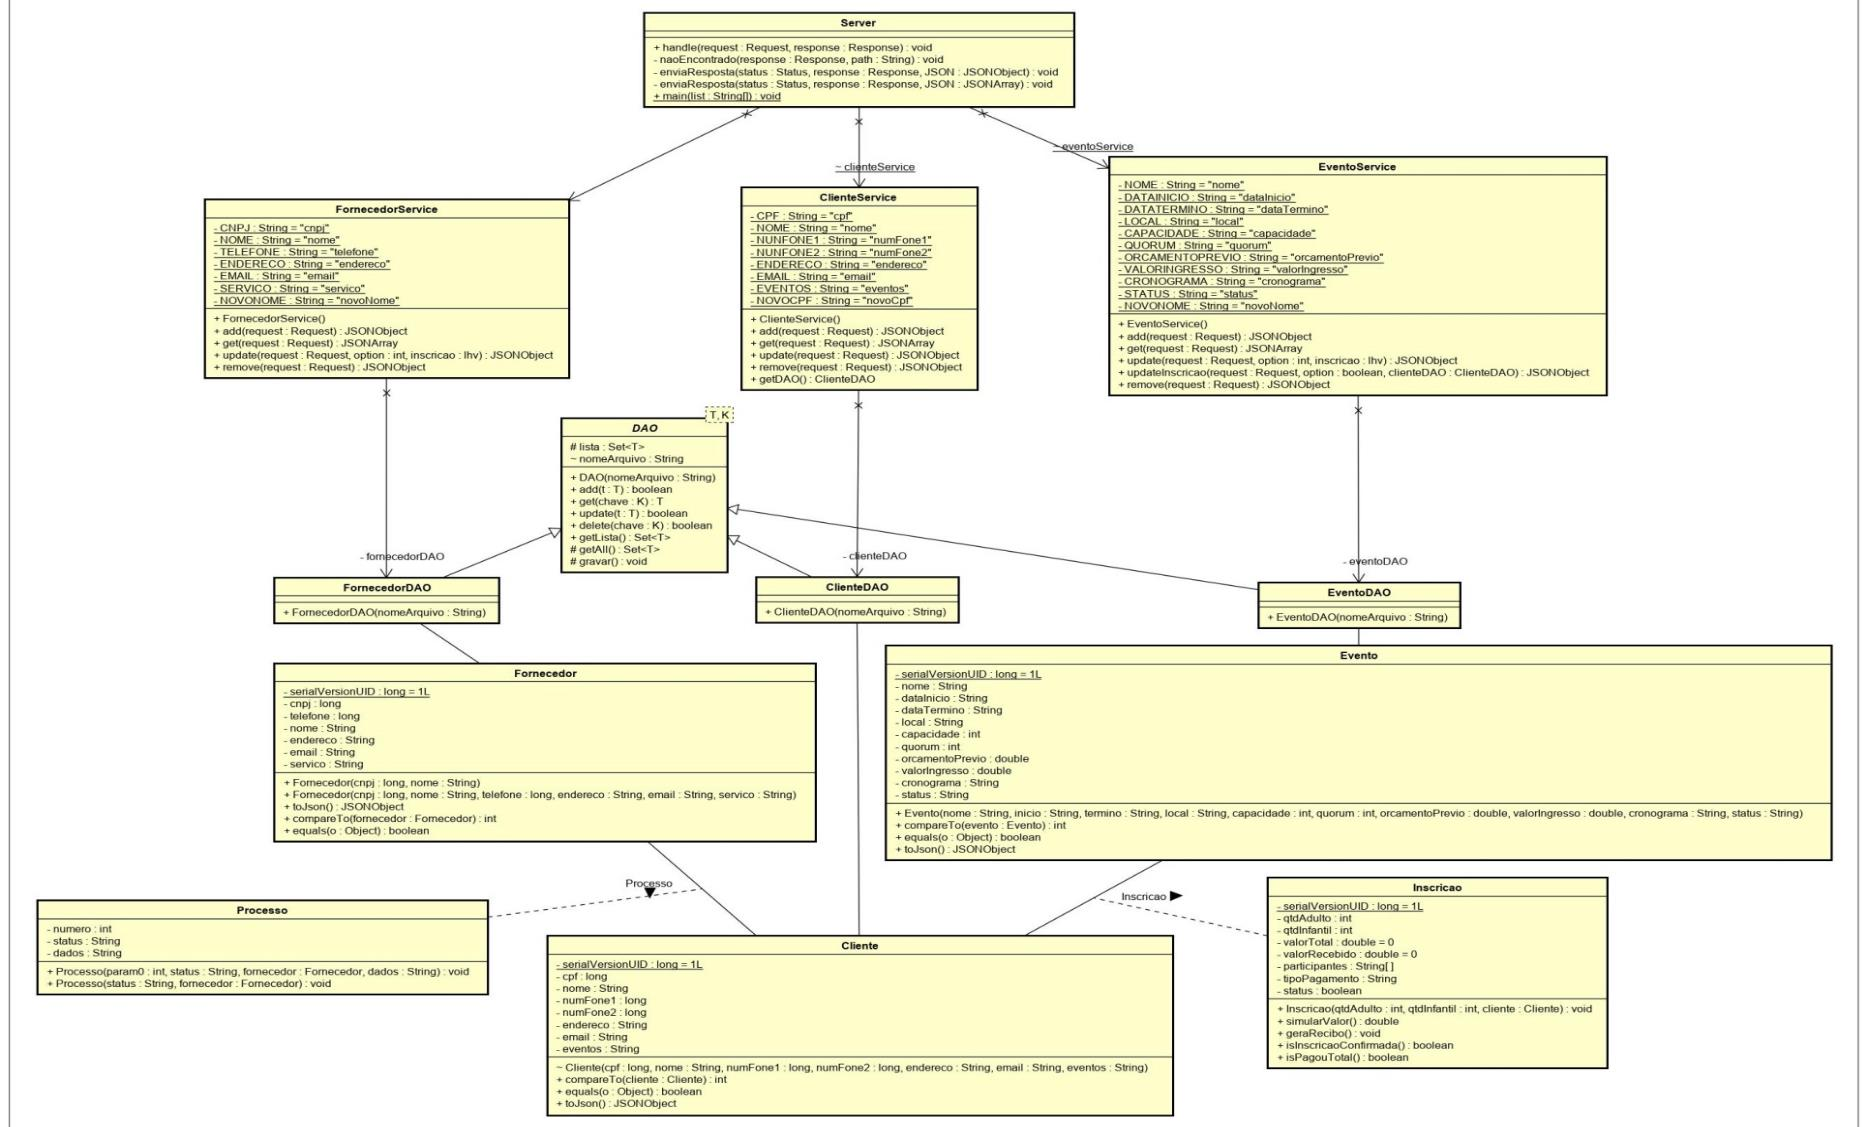 Server
+ handle(request : Request, response : Response) : void
- naoEncontrado(response : Response, path : String) : void
- enviaResposta(status : Status, response : Response, JSON : JSONObject) : void
- enviaResposta(status : Status, response : Response, JSON : JSONArray) : void
+ main(list : String[]) : void
~ clienteService
~ eventoService
FornecedorService
- CNPJ : String = "cnpj"
- NOME : String = "nome"
- TELEFONE : String = "telefone"
- ENDERECO : String = "endereco"
- EMAIL : String = "email"
- SERVICO : String = "servico"
- NOVONOME : String = "novoNome"
+ FornecedorService()
+ add(request : Request) : JSONObject
+ get(request : Request) : JSONArray
+ update(request : Request, option : int, inscricao : lhv) : JSONObject
+ remove(request : Request) : JSONObject
ClienteService
- CPF : String = "cpf"
- NOME : String = "nome"
- NUNFONE1 : String = "numFone1"
- NUNFONE2 : String = "numFone2"
- ENDERECO : String = "endereco"
- EMAIL : String = "email"
- EVENTOS : String = "eventos"
- NOVOCPF : String = "novoCpf"
+ ClienteService()
+ add(request : Request) : JSONObject
+ get(request : Request) : JSONArray
+ update(request : Request) : JSONObject
+ remove(request : Request) : JSONObject
+ getDAO() : ClienteDAO
EventoService
- NOME : String = "nome"
- DATAINICIO : String = "dataInicio"
- DATATERMINO : String = "dataTermino"
- LOCAL : String = "local"
- CAPACIDADE : String = "capacidade"
- QUORUM : String = "quorum"
- ORCAMENTOPREVIO : String = "orcamentoPrevio"
- VALORINGRESSO : String = "valorIngresso"
- CRONOGRAMA : String = "cronograma"
- STATUS : String = "status"
- NOVONOME : String = "novoNome"
+ EventoService()
+ add(request : Request) : JSONObject
+ get(request : Request) : JSONArray
+ update(request : Request, option : int, inscricao : lhv) : JSONObject
+ updateInscricao(request : Request, option : boolean, clienteDAO : ClienteDAO) : JSONObject
+ remove(request : Request) : JSONObject
T, K
DAO
# lista : Set<T>
~ nomeArquivo : String
+ DAO(nomeArquivo : String)
+ add(t : T) : boolean
+ get(chave : K) : T
+ update(t : T) : boolean
+ delete(chave : K) : boolean
+ getLista() : Set<T>
# getAll() : Set<T>
# gravar() : void
- fornecedorDAO
- clienteDAO
- eventoDAO
FornecedorDAO
+ FornecedorDAO(nomeArquivo : String)
ClienteDAO
+ ClienteDAO(nomeArquivo : String)
EventoDAO
+ EventoDAO(nomeArquivo : String)
Fornecedor
- serialVersionUID : long = 1L
- cnpj : long
- telefone : long
- nome : String
- endereco : String
- email : String
- servico : String
+ Fornecedor(cnpj : long, nome : String)
+ Fornecedor(cnpj : long, nome : String, telefone : long, endereco : String, email : String, servico : String)
+ toJson() : JSONObject
+ compareTo(fornecedor : Fornecedor) : int
+ equals(o : Object) : boolean
Evento
- serialVersionUID : long = 1L
- nome : String
- dataInicio : String
- dataTermino : String
- local : String
- capacidade : int
- quorum : int
- orcamentoPrevio : double
- valorIngresso : double
- cronograma : String
- status : String
+ Evento(nome : String, inicio : String, termino : String, local : String, capacidade : int, quorum : int, orcamentoPrevio : double, valorIngresso : double, cronograma : String, status : String)
+ compareTo(evento : Evento) : int
+ equals(o : Object) : boolean
+ toJson() : JSONObject
Processo
Inscricao
Processo
- numero : int
- status : String
- dados : String
+ Processo(param0 : int, status : String, fornecedor : Fornecedor, dados : String) : void
+ Processo(status : String, fornecedor : Fornecedor) : void
Cliente
- serialVersionUID : long = 1L
- cpf : long
- nome : String
- numFone1 : long
- numFone2 : long
- endereco : String
- email : String
- eventos : String
~ Cliente(cpf : long, nome : String, numFone1 : long, numFone2 : long, endereco : String, email : String, eventos : String)
+ compareTo(cliente : Cliente) : int
+ equals(o : Object) : boolean
+ toJson() : JSONObject
Inscricao
- serialVersionUID : long = 1L
- qtdAdulto : int
- qtdInfantil : int
- valorTotal : double = 0
- valorRecebido : double = 0
- participantes : String[ ]
- tipoPagamento : String
- status : boolean
+ Inscricao(qtdAdulto : int, qtdInfantil : int, cliente : Cliente) : void
+ simularValor() : double
+ geraRecibo() : void
+ isInscricaoConfirmada() : boolean
+ isPagouTotal() : boolean